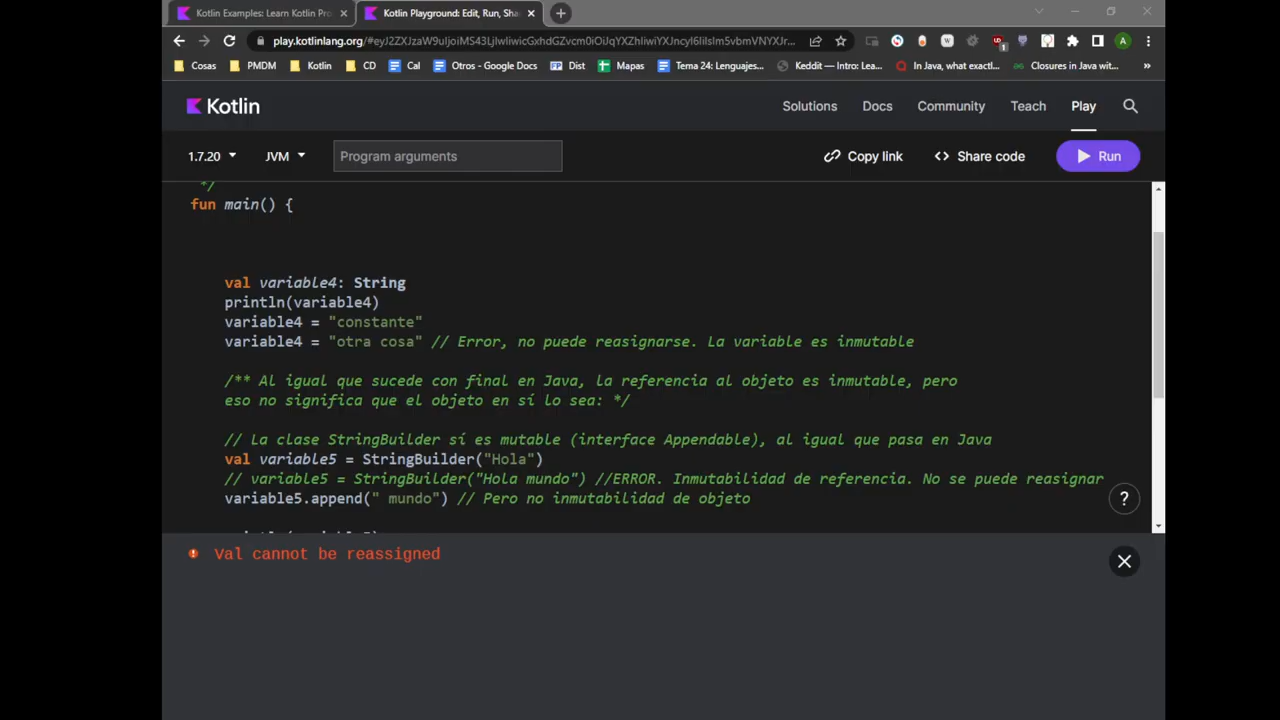 Kotlin Examples: Learn Kotlin Pro
Kotlin Playground: Edit, Run, Sha
play.kotlinlang.org/#eyJ2ZXJzaW9uIjoiMS43LjIwIiwicGxhdGZvcm0iOiJqYXZhIiwiYXJncyI6IiIsIm5vbmVNYXJr...
Cosas
PMDM
Kotlin
CD
Cal
Otros - Google Docs
Dist
Mapas
Tema 24: Lenguajes...
Keddit — Intro: Lea...
In Java, what exactl...
Closures in Java wit...
»
Kotlin
Solutions
Docs
Community
Teach
Play
1.7.20
JVM
Program arguments
Copy link
<> Share code
Run
*/
fun main() {
val variable4: String
println(variable4)
variable4 = "constante"
variable4 = "otra cosa" // Error, no puede reasignarse. La variable es inmutable
/** Al igual que sucede con final en Java, la referencia al objeto es inmutable, pero
eso no significa que el objeto en sí lo sea: */
// La clase StringBuilder sí es mutable (interface Appendable), al igual que pasa en Java
val variable5 = StringBuilder("Hola")
// variable5 = StringBuilder("Hola mundo") //ERROR. Inmutabilidad de referencia. No se puede reasignar
variable5.append(" mundo") // Pero no inmutabilidad de objeto
?
Val cannot be reassigned